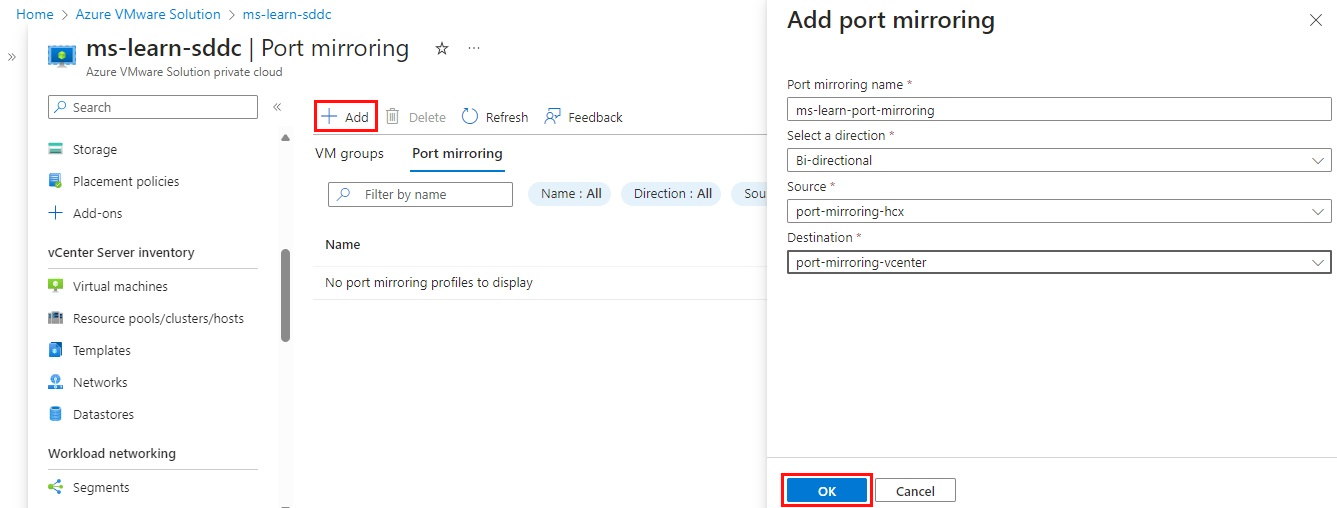 Home > Azure VMware Solution > ms-learn-sddc
ms-learn-sddc | Port mirroring
Azure VMware Solution private cloud
Search
Storage
Placement policies
Add-ons
vCenter Server inventory
Virtual machines
Resource pools/clusters/hosts
Templates
Networks
Datastores
Workload networking
Segments
Add
Delete
Refresh
Feedback
VM groups
Port mirroring
Filter by name
Name : All
Direction : All
Sou
Name
No port mirroring profiles to display
Add port mirroring
Port mirroring name *
ms-learn-port-mirroring
Select a direction *
Bi-directional
Source *
port-mirroring-hcx
Destination *
port-mirroring-vcenter
OK
Cancel